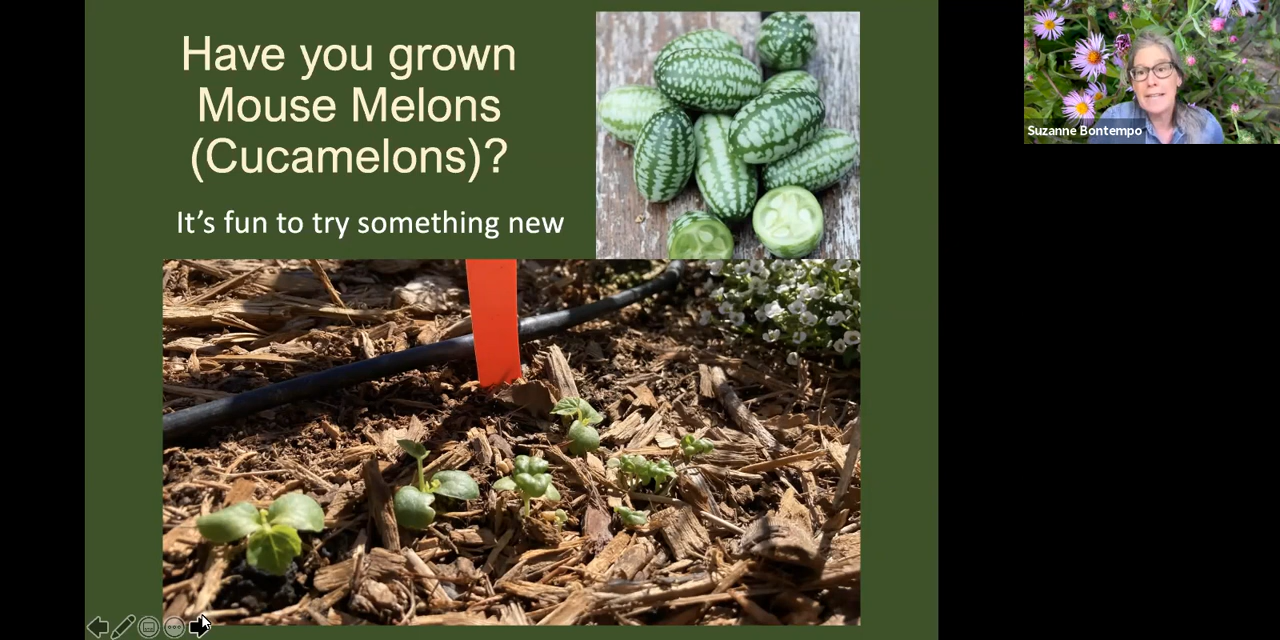 Have you grown
Mouse Melons
(Cucamelons)?
It's fun to try something new
Suzanne Bontempo